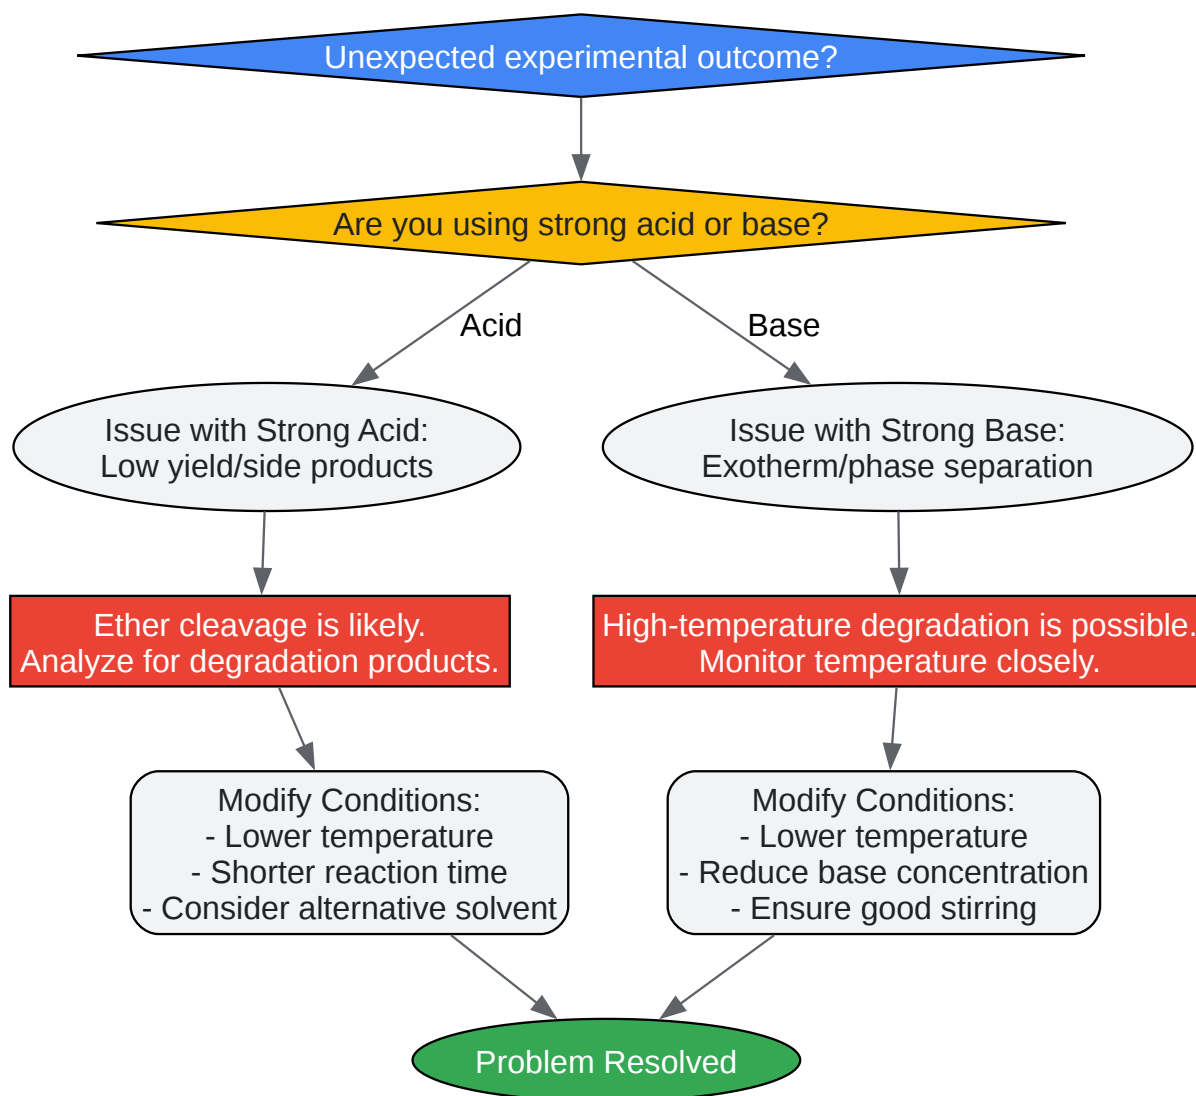 Unexpected experimental outcome?
Are you using strong acid or base?
Acid
Base
Issue with Strong Acid:
Low yield/side products
Issue with Strong Base:
Exotherm/phase separation
Ether cleavage is likely.
Analyze for degradation products.
High-temperature degradation is possible.
Monitor temperature closely.
Modify Conditions:
- Lower temperature
- Shorter reaction time
- Consider alternative solvent
Modify Conditions:
- Lower temperature
- Reduce base concentration
- Ensure good stirring
Problem Resolved